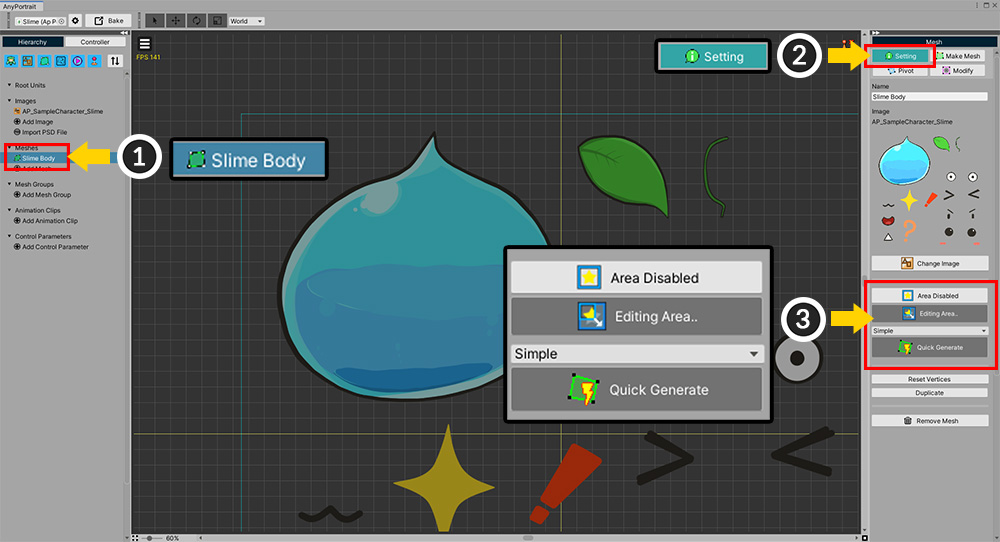 AnyPortrait
Slime (Ap P
Bake
World
Hierarchy
Controller
FPS 141
Root Units
Images
AP_SampleCharacter_Slime
Add Image
Import PSD File
Meshes
Slime Body
Mesh Groups
Add Mesh Group
Animation Clips
Add Animation Clip
Control Parameters
Add Control Parameter
1
Slime Body
Setting
2
Area Disabled
Editing Area..
Simple
Quick Generate
3
60%
Mesh
Setting
Make Mesh
Pivot
Modify
Name
Slime Body
Image
AP_SampleCharacter_Slime
Change Image
Area Disabled
Editing Area..
Simple
Quick Generate
Reset Vertices
Duplicate
Remove Mesh